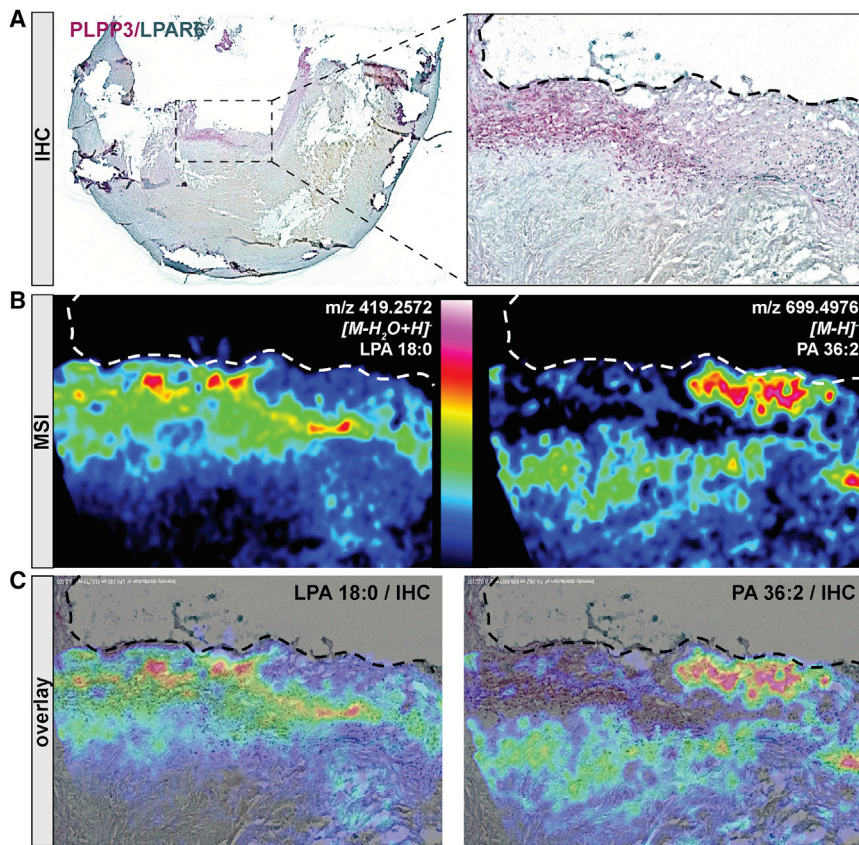 A
IHC
PLPP3/LPAR6
B
MSI
m/z 419.2572
[M-H2O+H]-
LPA 18:0
m/z 699.4976
[M-H]-
PA 36:2
C
overlay
LPA 18:0 / IHC
PA 36:2 / IHC